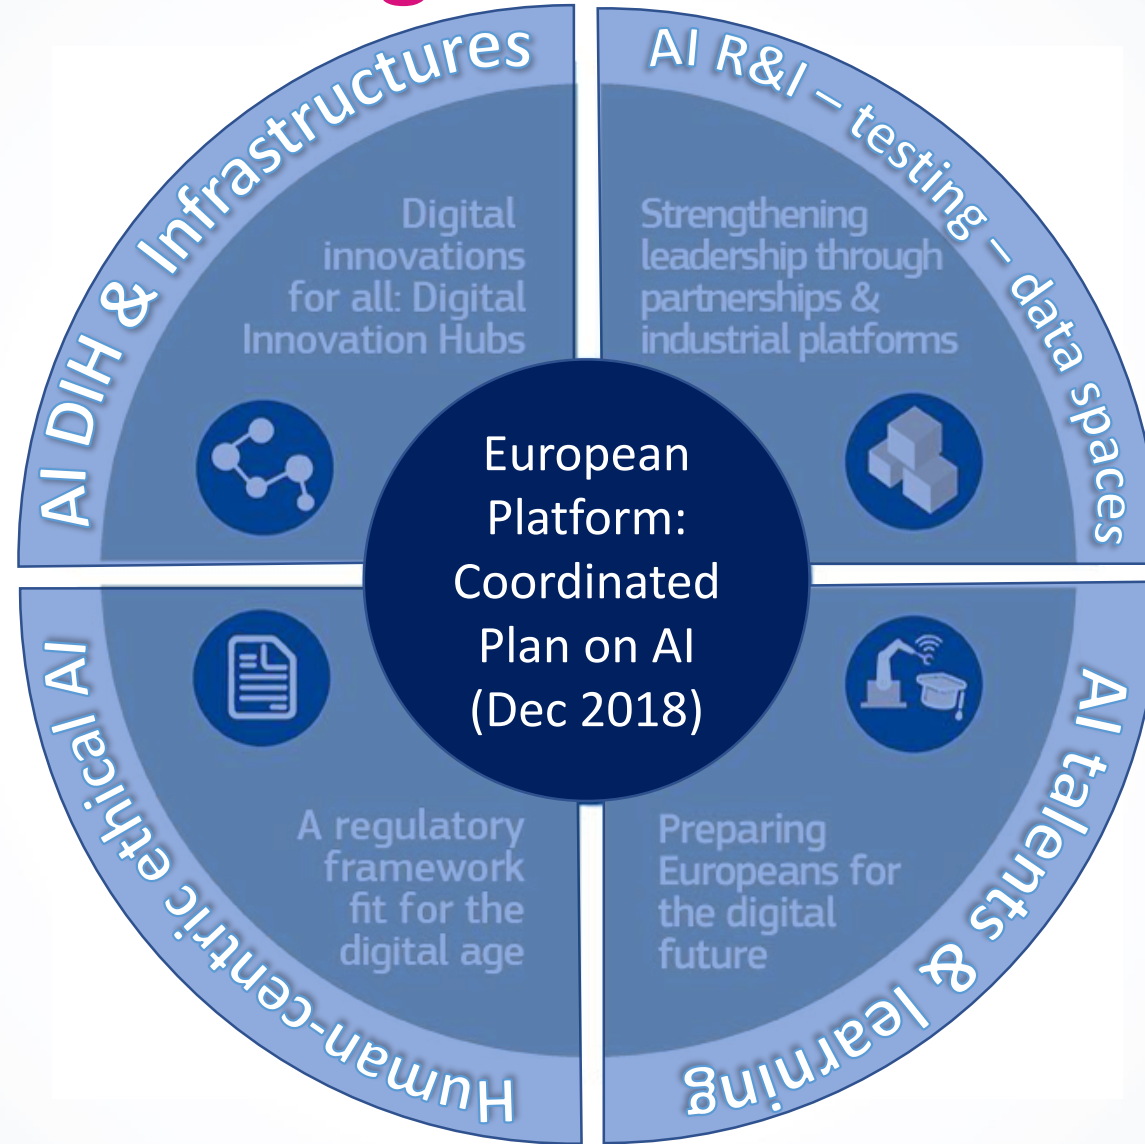 AI DIH & Infrastructures
AI R&I – testing – data spaces
Digital
innovations
for all: Digital
Innovation Hubs
Strengthening
leadership through
partnerships &
industrial platforms
European
Platform:
Coordinated
Plan on AI
(Dec 2018)
A regulatory
framework
fit for the
digital age
Preparing
Europeans for
the digital
future
Human-centric ethical AI
AI talents & learning